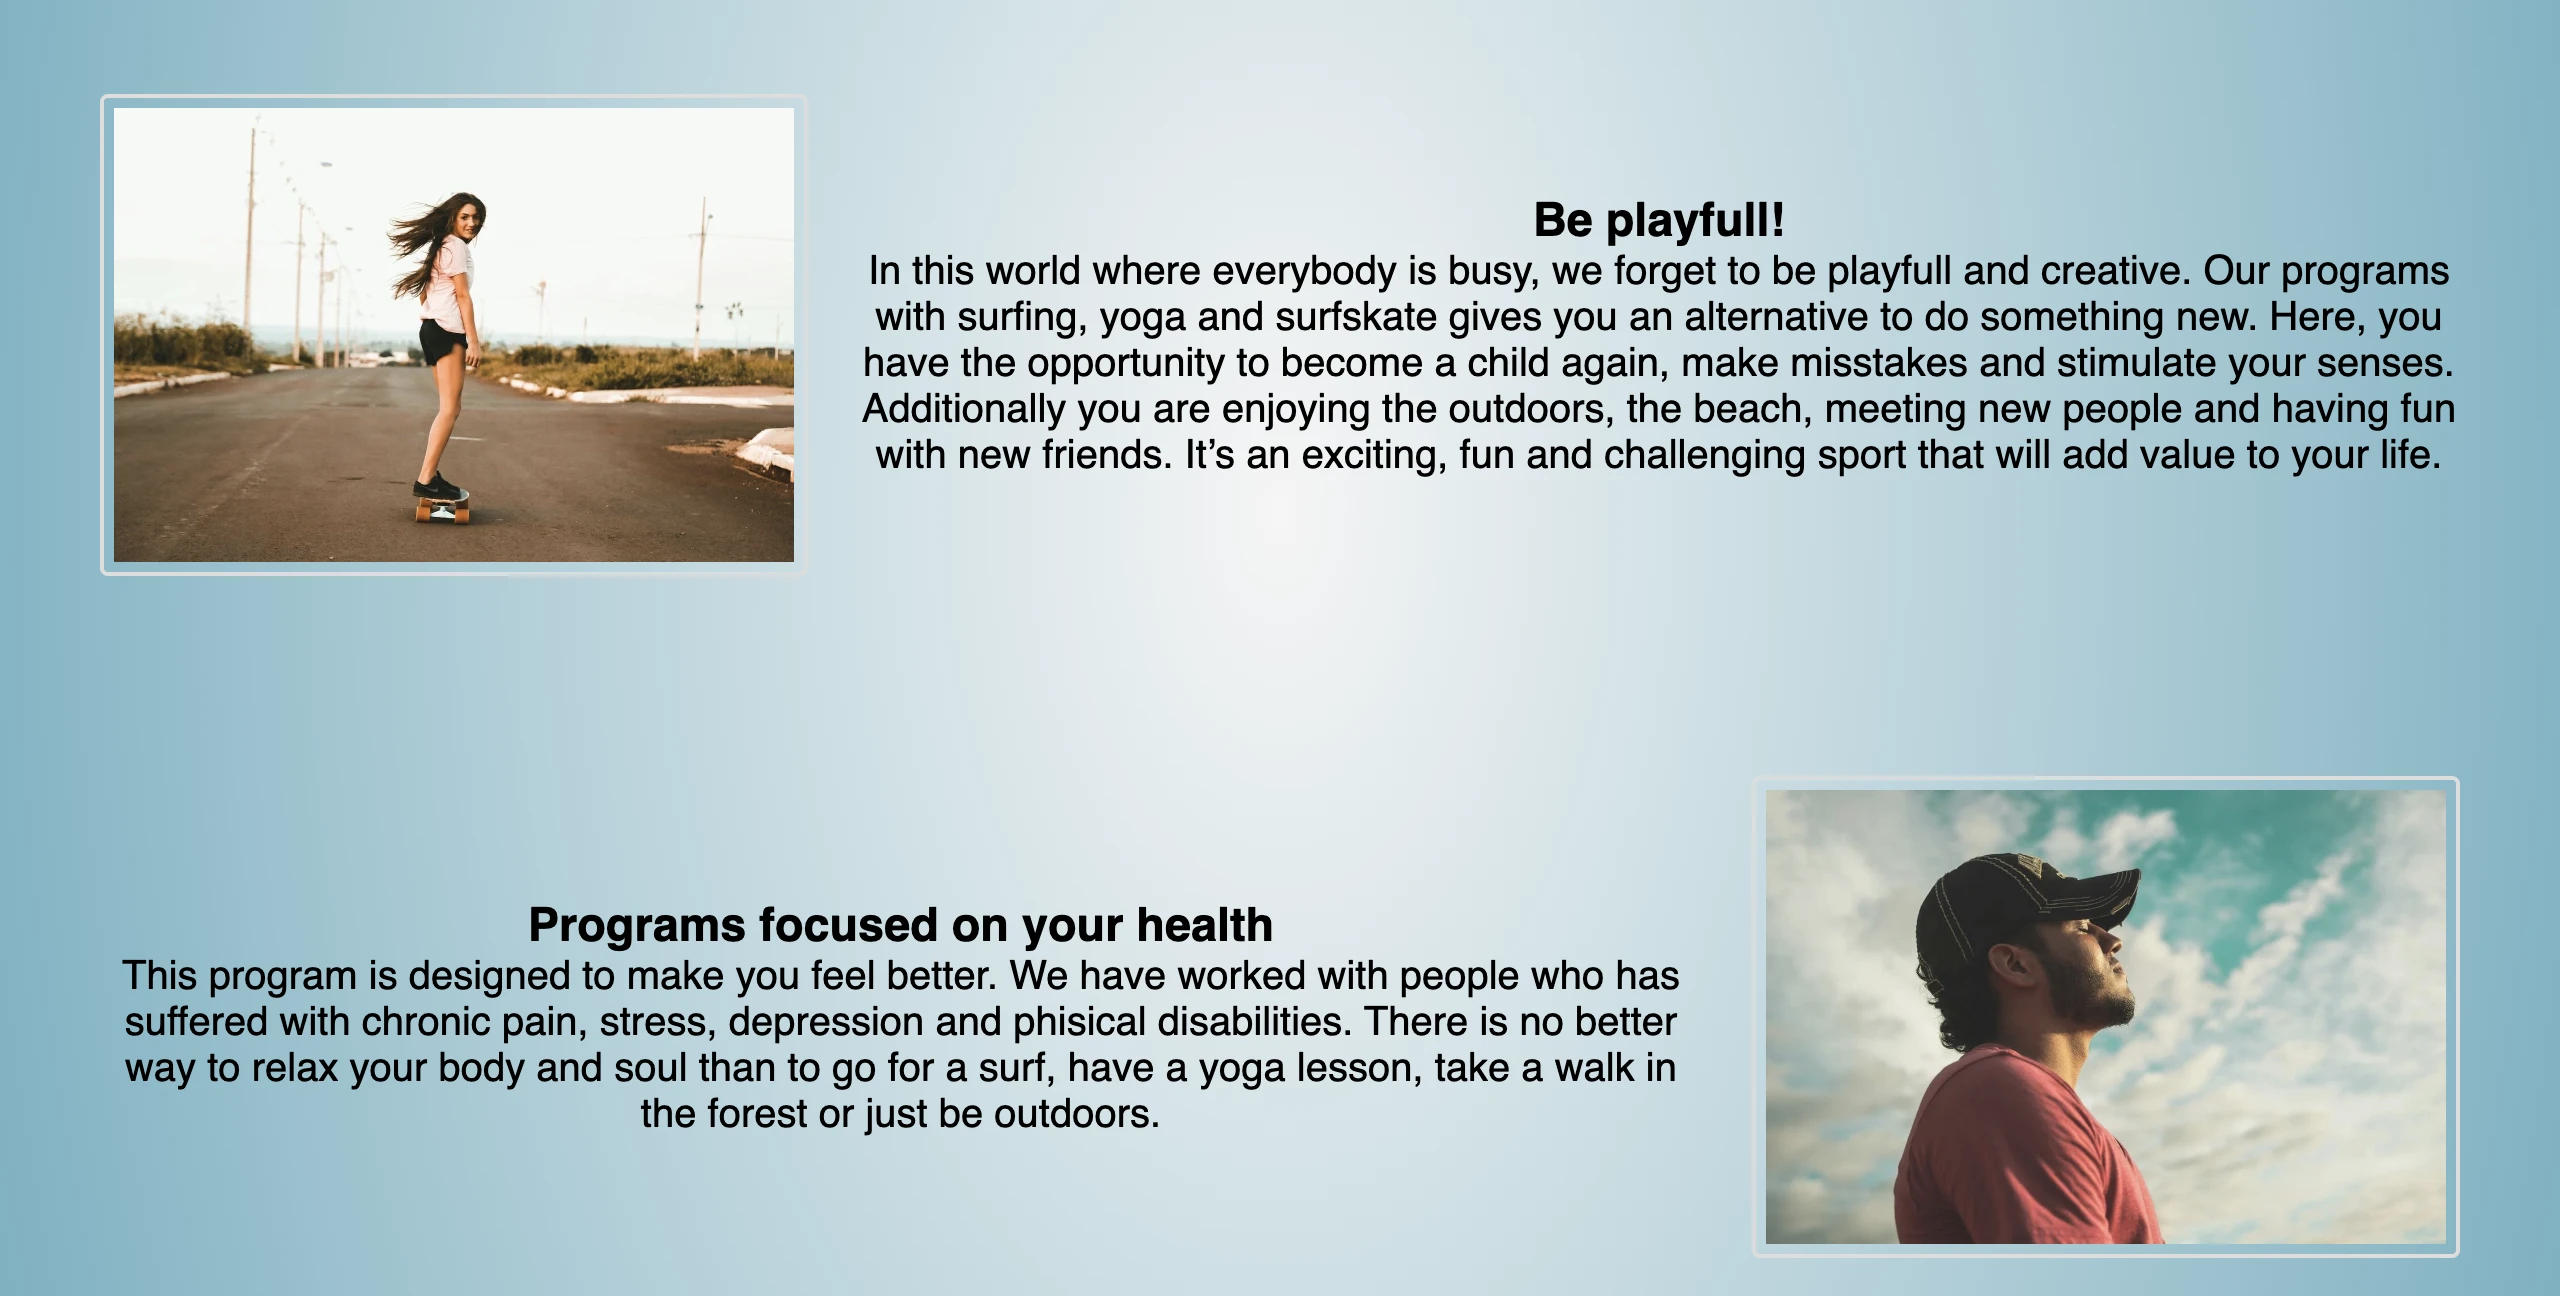 Be playfull!
In this world where everybody is busy, we forget to be playfull and creative. Our programs
with surfing, yoga and surfskate gives you an alternative to do something new. Here, you
have the opportunity to become a child again, make misstakes and stimulate your senses.
Additionally you are enjoying the outdoors, the beach, meeting new people and having fun
with new friends. It’s an exciting, fun and challenging sport that will add value to your life.
Programs focused on your health
This program is designed to make you feel better. We have worked with people who has
suffered with chronic pain, stress, depression and phisical disabilities. There is no better
way to relax your body and soul than to go for a surf, have a yoga lesson, take a walk in
the forest or just be outdoors.